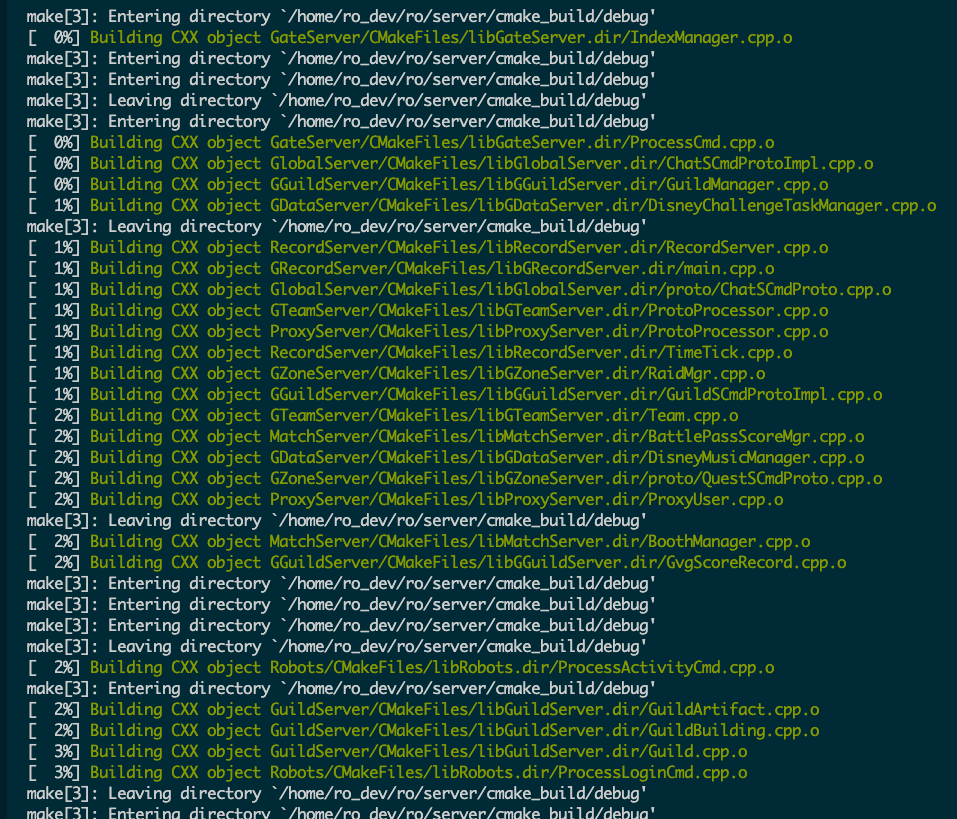 make[3]: Entering directory `/home/ro_dev/ro/server/cmake_build/debug'
[  0%] Building CXX object GateServer/CMakeFiles/libGateServer.dir/IndexManager.cpp.o
make[3]: Entering directory `/home/ro_dev/ro/server/cmake_build/debug'
make[3]: Entering directory `/home/ro_dev/ro/server/cmake_build/debug'
make[3]: Leaving directory `/home/ro_dev/ro/server/cmake_build/debug'
make[3]: Entering directory `/home/ro_dev/ro/server/cmake_build/debug'
[  0%] Building CXX object GateServer/CMakeFiles/libGateServer.dir/ProcessCmd.cpp.o
[  0%] Building CXX object GlobalServer/CMakeFiles/libGlobalServer.dir/ChatSCmdProtoImpl.cpp.o
[  0%] Building CXX object GGuildServer/CMakeFiles/libGGuildServer.dir/GuildManager.cpp.o
[  1%] Building CXX object GDataServer/CMakeFiles/libGDataServer.dir/DisneyChallengeTaskManager.cpp.o
make[3]: Leaving directory `/home/ro_dev/ro/server/cmake_build/debug'
[  1%] Building CXX object RecordServer/CMakeFiles/libRecordServer.dir/RecordServer.cpp.o
[  1%] Building CXX object GRecordServer/CMakeFiles/libGRecordServer.dir/main.cpp.o
[  1%] Building CXX object GlobalServer/CMakeFiles/libGlobalServer.dir/proto/ChatSCmdProto.cpp.o
[  1%] Building CXX object GTeamServer/CMakeFiles/libGTeamServer.dir/ProtoProcessor.cpp.o
[  1%] Building CXX object ProxyServer/CMakeFiles/libProxyServer.dir/ProtoProcessor.cpp.o
[  1%] Building CXX object RecordServer/CMakeFiles/libRecordServer.dir/TimeTick.cpp.o
[  1%] Building CXX object GZoneServer/CMakeFiles/libGZoneServer.dir/RaidMgr.cpp.o
[  1%] Building CXX object GGuildServer/CMakeFiles/libGGuildServer.dir/GuildSCmdProtoImpl.cpp.o
[  2%] Building CXX object GTeamServer/CMakeFiles/libGTeamServer.dir/Team.cpp.o
[  2%] Building CXX object MatchServer/CMakeFiles/libMatchServer.dir/BattlePassScoreMgr.cpp.o
[  2%] Building CXX object GDataServer/CMakeFiles/libGDataServer.dir/DisneyMusicManager.cpp.o
[  2%] Building CXX object GZoneServer/CMakeFiles/libGZoneServer.dir/proto/QuestSCmdProto.cpp.o
[  2%] Building CXX object ProxyServer/CMakeFiles/libProxyServer.dir/ProxyUser.cpp.o
make[3]: Leaving directory `/home/ro_dev/ro/server/cmake_build/debug'
[  2%] Building CXX object MatchServer/CMakeFiles/libMatchServer.dir/BoothManager.cpp.o
[  2%] Building CXX object GGuildServer/CMakeFiles/libGGuildServer.dir/GvgScoreRecord.cpp.o
make[3]: Entering directory `/home/ro_dev/ro/server/cmake_build/debug'
make[3]: Entering directory `/home/ro_dev/ro/server/cmake_build/debug'
make[3]: Entering directory `/home/ro_dev/ro/server/cmake_build/debug'
make[3]: Leaving directory `/home/ro_dev/ro/server/cmake_build/debug'
[  2%] Building CXX object Robots/CMakeFiles/libRobots.dir/ProcessActivityCmd.cpp.o
make[3]: Entering directory `/home/ro_dev/ro/server/cmake_build/debug'
[  2%] Building CXX object GuildServer/CMakeFiles/libGuildServer.dir/GuildArtifact.cpp.o
[  2%] Building CXX object GuildServer/CMakeFiles/libGuildServer.dir/GuildBuilding.cpp.o
[  3%] Building CXX object GuildServer/CMakeFiles/libGuildServer.dir/Guild.cpp.o
[  3%] Building CXX object Robots/CMakeFiles/libRobots.dir/ProcessLoginCmd.cpp.o
make[3]: Leaving directory `/home/ro_dev/ro/server/cmake_build/debug'
make[3]: Entering directory `/home/ro_dev/ro/server/cmake_build/debug'